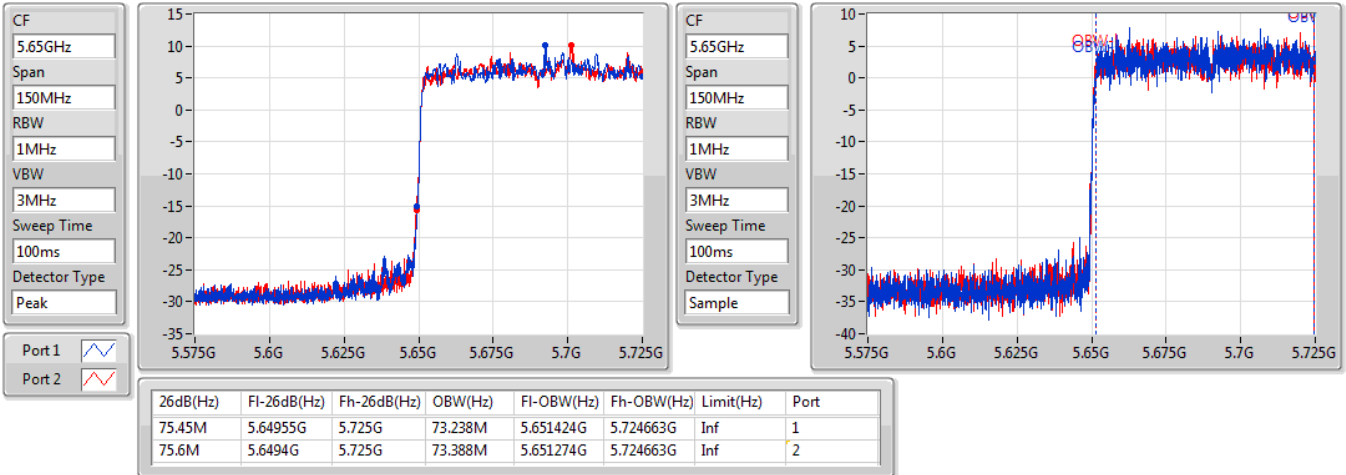 CF
5.65GHz
Span
150MHz
RBW
1MHz
VBW
3MHz
Sweep Time
100ms
Detector Type
Peak
Port 1
Port 2
15
10
5
0
-5
-10
-15
-20
-25
-30
-35
5.575G 5.6G 5.625G 5.65G 5.675G 5.7G 5.725G
CF
5.65GHz
Span
150MHz
RBW
1MHz
VBW
3MHz
Sweep Time
100ms
Detector Type
Sample
10
5
0
-5
-10
-15
-20
-25
-30
-35
-40
5.575G 5.6G 5.625G 5.65G 5.675G 5.7G 5.725G
26dB(Hz) Fl-26dB(Hz) Fh-26dB(Hz) OBW(Hz) Fl-OBW(Hz) Fh-OBW(Hz) Limit(Hz) Port
75.45M 5.64955G 5.725G 73.238M 5.651424G 5.724663G Inf 1
75.6M 5.6494G 5.725G 73.388M 5.651274G 5.724663G Inf 2